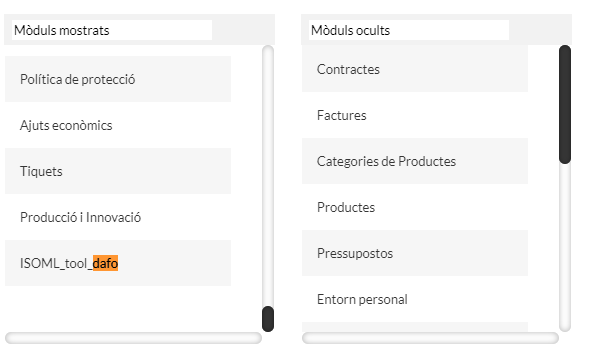 Mòduls mostrats
Política de protecció
Ajuts econòmics
Tiquets
Producció i Innovació
ISOML_tool_dafo
Mòduls ocults
Contractes
Factures
Categories de Productes
Productes
Pressupostos
Entorn personal